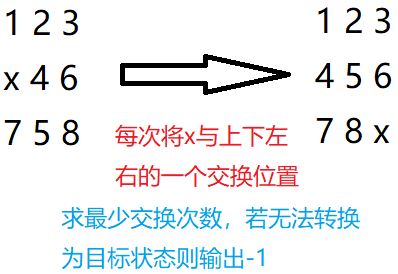 1 2 3
x 4 6
7 5 8
1 2 3
4 5 6
7 8 x
每次将x与上下左
右的一个交换位置
求最少交换次数，若无法转换
为目标状态则输出-1